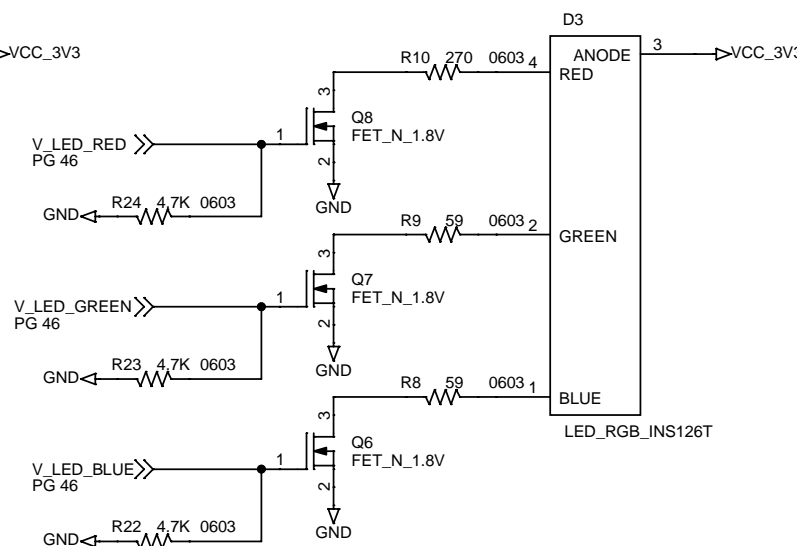 D3
VCC_3V3
R10 270 0603 4
ANODE 3
VCC_3V3
RED
3
Q8
FET_N_1.8V
1
V_LED_RED
PG 46
2
R24 4.7K 0603
GND
GND
R9 59 0603 2
GREEN
3
Q7
FET_N_1.8V
1
V_LED_GREEN
PG 46
2
R23 4.7K 0603
GND
GND
R8 59 0603 1
BLUE
3
LED_RGB_INS126T
Q6
FET_N_1.8V
1
V_LED_BLUE
PG 46
2
R22 4.7K 0603
GND
GND